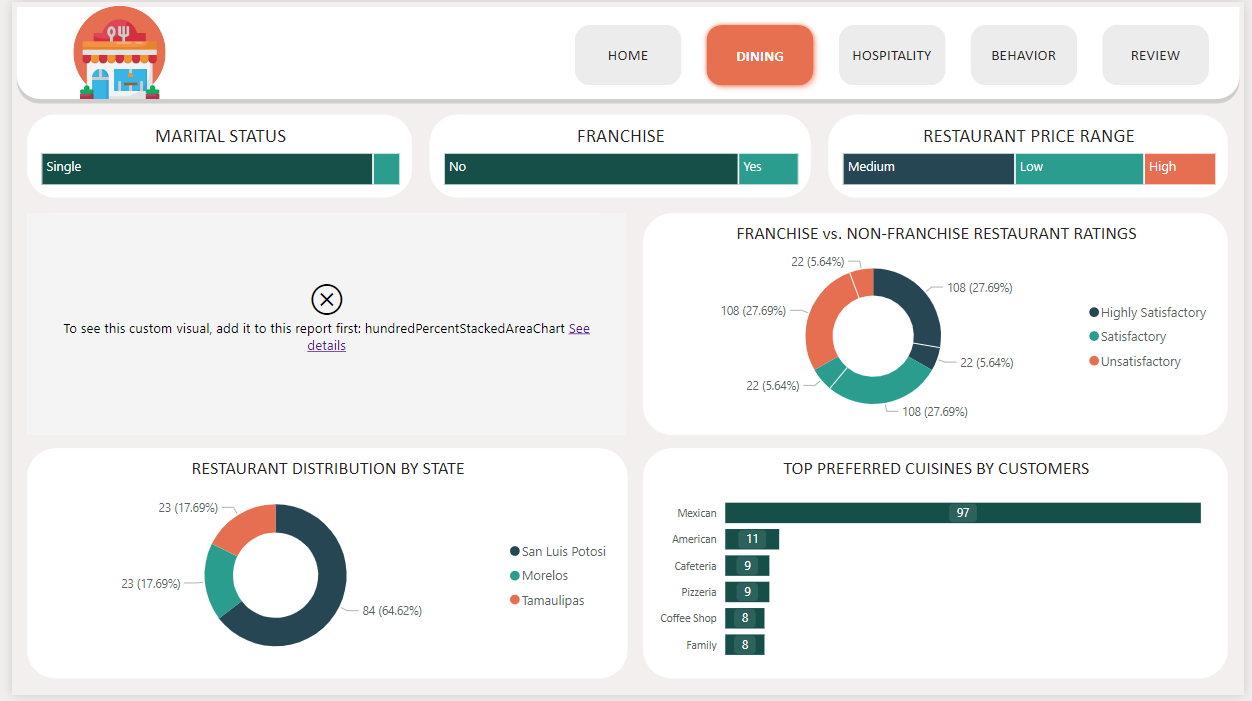 HOME
DINING
HOSPITALITY
BEHAVIOR
REVIEW
MARITAL STATUS
Single
FRANCHISE
No
Yes
RESTAURANT PRICE RANGE
Medium
Low
High
To see this custom visual, add it to this report first: hundredPercentStackedAreaChart See
details
FRANCHISE vs. NON-FRANCHISE RESTAURANT RATINGS
22 (5.64%)
108 (27.69%)
108 (27.69%)
22 (5.64%)
22 (5.64%)
108 (27.69%)
Highly Satisfactory
Satisfactory
Unsatisfactory
RESTAURANT DISTRIBUTION BY STATE
23 (17.69%)
23 (17.69%)
84 (64.62%)
San Luis Potosi
Morelos
Tamaulipas
TOP PREFERRED CUISINES BY CUSTOMERS
Mexican 97
American 11
Cafeteria 9
Pizzeria 9
Coffee Shop 8
Family 8